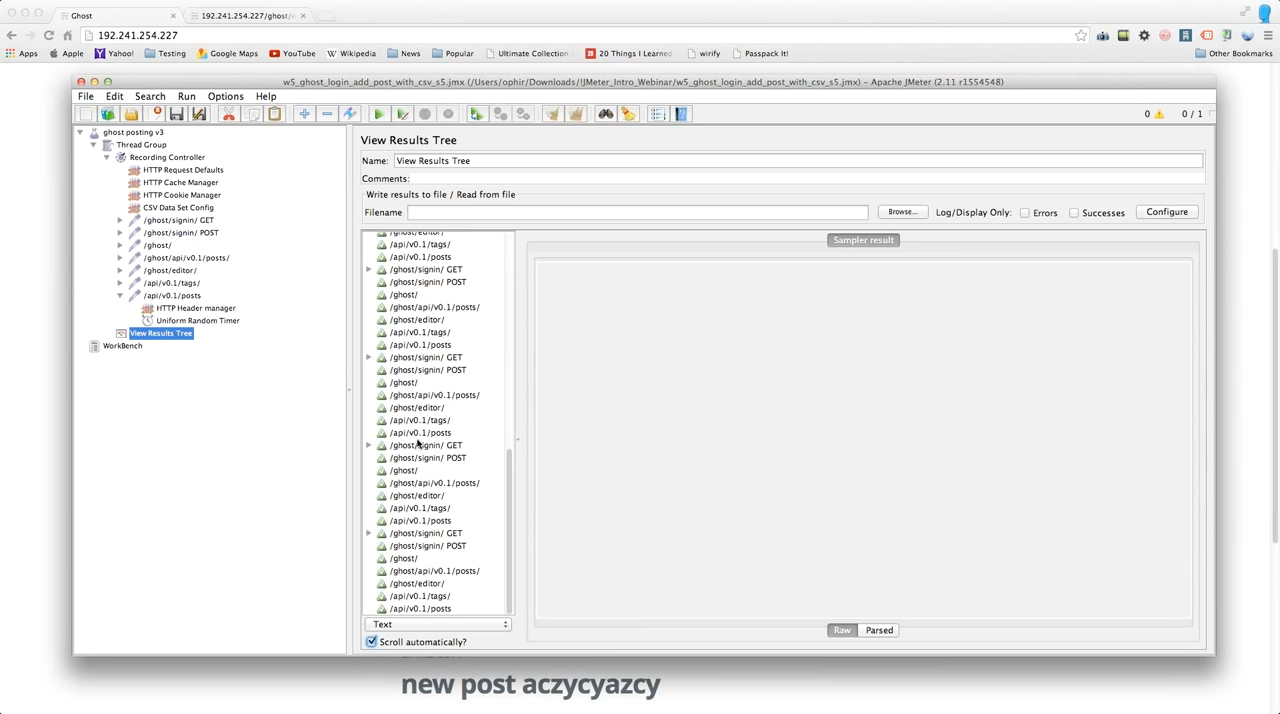 Ghost
192.241.254.227/ghost/e
192.241.254.227
Apps Apple Yahoo! Testing Google Maps YouTube Wikipedia News Popular Ultimate Collection 20 Things I Learned wirify Passpack It! Other Bookmarks
w5_ghost_login_add_post_with_csv_s5.jmx (/Users/ophir/Downloads/!JMeter_Intro_Webinar/w5_ghost_login_add_post_with_csv_s5.jmx) – Apache JMeter (2.11 r1554548)
File Edit Search Run Options Help
0 0 / 1
ghost posting v3
Thread Group
Recording Controller
HTTP Request Defaults
HTTP Cache Manager
HTTP Cookie Manager
CSV Data Set Config
/ghost/signin/ GET
/ghost/signin/ POST
/ghost/
/ghost/api/v0.1/posts/
/ghost/editor/
/api/v0.1/tags/
/api/v0.1/posts
HTTP Header manager
Uniform Random Timer
View Results Tree
WorkBench
View Results Tree
Name: View Results Tree
Comments:
Write results to file / Read from file
Filename Browse... Log/Display Only: Errors Successes Configure
/ghost/editor/
/api/v0.1/tags/
/api/v0.1/posts
/ghost/signin/ GET
/ghost/signin/ POST
/ghost/
/ghost/api/v0.1/posts/
/ghost/editor/
/api/v0.1/tags/
/api/v0.1/posts
/ghost/signin/ GET
/ghost/signin/ POST
/ghost/
/ghost/api/v0.1/posts/
/ghost/editor/
/api/v0.1/tags/
/api/v0.1/posts
/ghost/signin/ GET
/ghost/signin/ POST
/ghost/
/ghost/api/v0.1/posts/
/ghost/editor/
/api/v0.1/tags/
/api/v0.1/posts
/ghost/signin/ GET
/ghost/signin/ POST
/ghost/
/ghost/api/v0.1/posts/
/ghost/editor/
/api/v0.1/tags/
/api/v0.1/posts
Text
Scroll automatically?
Sampler result
Raw Parsed
new post aczycyazcy